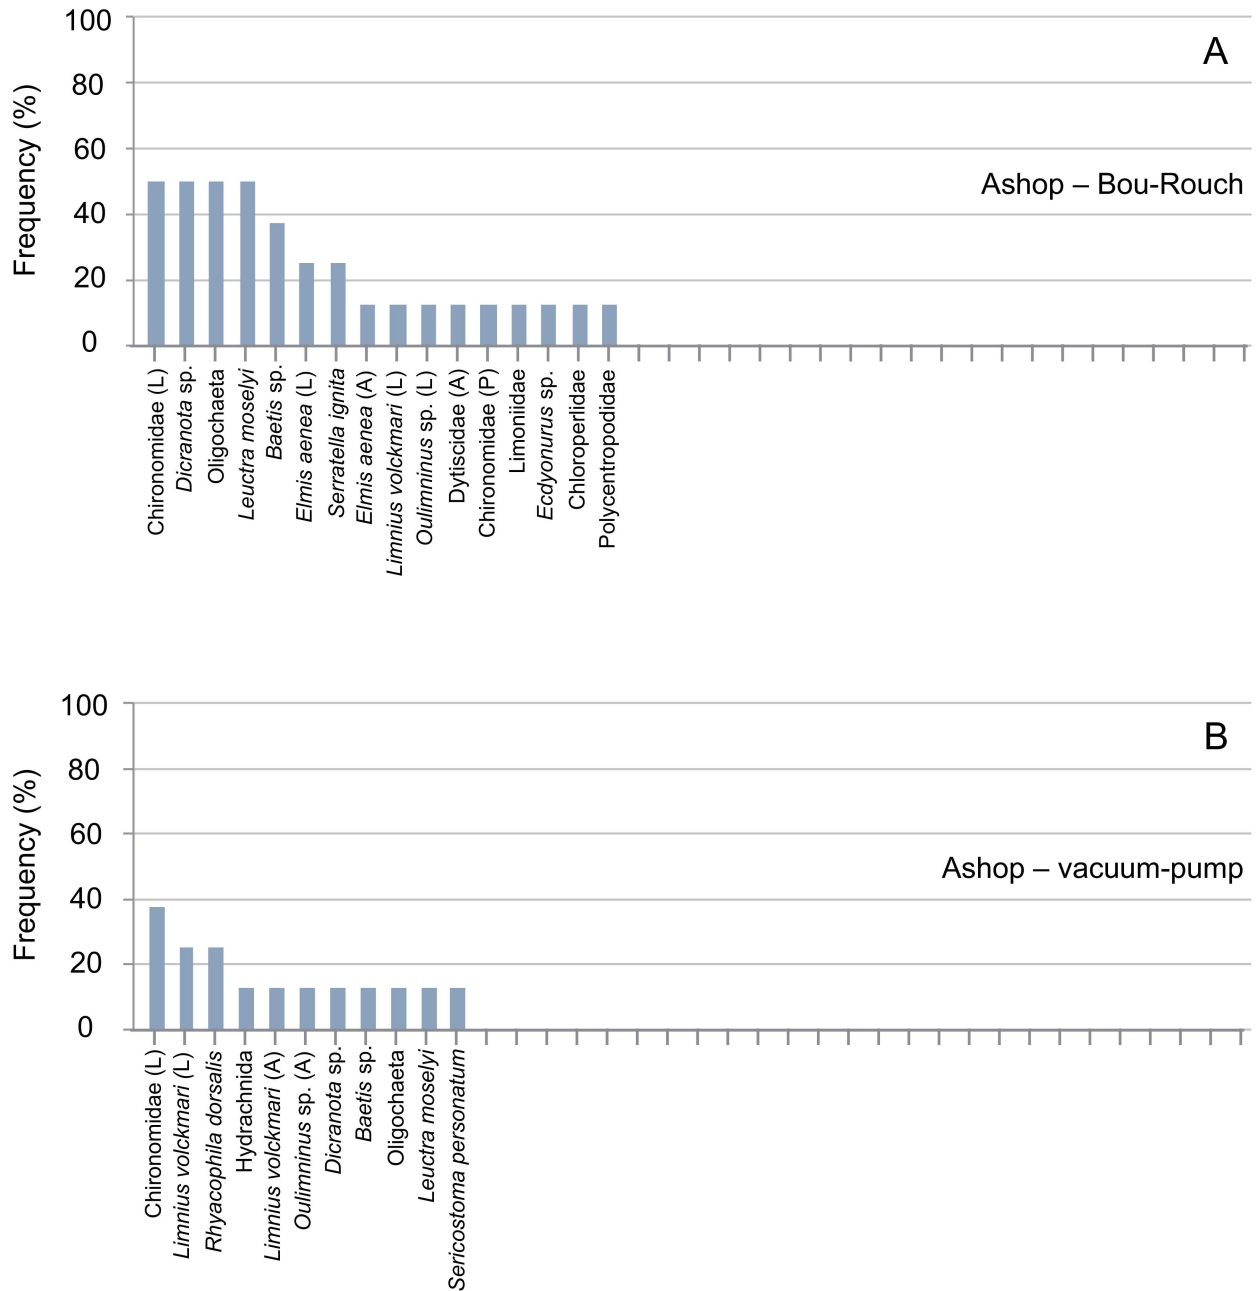 100
A
80
Frequency (%)
60
Ashop – Bou-Rouch
40
20
0
Chironomidae (L)
Dicranota sp.
Oligochaeta
Leuctra moselyi
Baetis sp.
Elmis aenea (L)
Serratella ignita
Elmis aenea (A)
Limnius volckmari (L)
Oulimninus sp. (L)
Dytiscidae (A)
Chironomidae (P)
Limoniidae
Ecdyonurus sp.
Chloroperlidae
Polycentropodidae
100
B
80
Frequency (%)
60
Ashop – vacuum-pump
40
20
0
Chironomidae (L)
Limnius volckmari (L)
Rhyacophila dorsalis
Hydrachnida
Limnius volckmari (A)
Oulimninus sp. (A)
Dicranota sp.
Baetis sp.
Oligochaeta
Leuctra moselyi
Sericostoma personatum